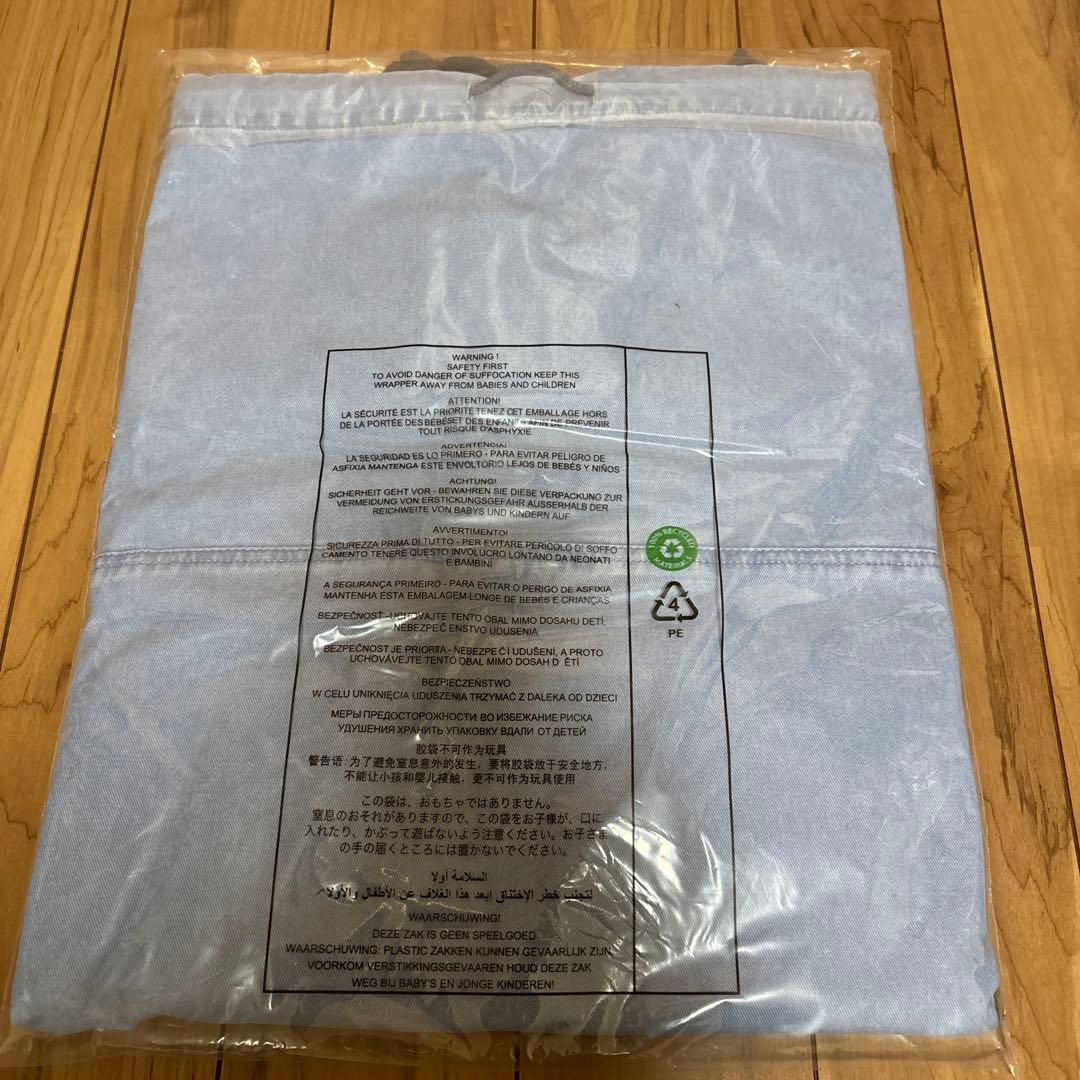 WARNING !
SAFETY FIRST
TO AVOID DANGER OF SUFFOCATION KEEP THIS
WRAPPER AWAY FROM BABIES AND CHILDREN
ATTENTION!
LA SÉCURITÉ EST LA PRIORITÉ TENEZ CET EMBALLAGE HORS
DE LA PORTÉE DES BÉBÉSET DES ENFANTS AFIN DE PRÉVENIR
TOUT RISQUE D'ASPHYXIE
ADVERTENCIA!
LA SEGURIDAD ES LO PRIMERO - PARA EVITAR PELIGRO DE
ASFIXIA MANTENGA ESTE ENVOLTORIO LEJOS DE BEBÉS Y NIÑOS
ACHTUNG!
SICHERHEIT GEHT VOR - BEWAHREN SIE DIESE VERPACKUNG ZUR
VERMEIDUNG VON ERSTICKUNGSGEFAHR AUSSERHALB DER
REICHWEITE VON BABYS UND KINDERN AUF
AVVERTIMENTO!
SICUREZZA PRIMA DI TUTTO - PER EVITARE PERICOLO DI SOFFO
CAMENTO TENERE QUESTO INVOLUCRO LONTANO DA NEONATI
E BAMBINI
A SEGURANÇA PRIMEIRO - PARA EVITAR O PERIGO DE ASFIXIA
MANTENHA ESTA EMBALAGEM LONGE DE BEBÉS E CRIANÇAS
BEZPEČNOSŤ -UCHOVAJTE TENTO OBAL MIMO DOSAHU DETÍ,
NEBEZPEČ ENSTVO UDUSENIA
BEZPEČNOST JE PRIORITA - NEBEZPE Č Í UDUŠENÍ, A PROTO
UCHOVÁVEJTE TENTO OBAL MIMO DOSAH D ĚTÍ
BEZPIECZEŃSTWO
W CELU UNIKNIĘCIA UDUSZENIA TRZYMAĆ Z DALEKA OD DZIECI
МЕРЫ ПРЕДОСТОРОЖНОСТИ ВО ИЗБЕЖАНИЕ РИСКА
УДУШЕНИЯ ХРАНИТЬ УПАКОВКУ ВДАЛИ ОТ ДЕТЕЙ
胶袋不可作为玩具
警告语:为了避免窒息意外的发生，要将胶袋放于安全地方，
不能让小孩和婴儿接触，更不可作为玩具使用
この袋は、おもちゃではありません。
窒息のおそれがありますので、この袋をお子様が、口に
入れたり、かぶって遊ばないよう注意ください。お子さま
の手の届くところには置かないでください。
السلامة أولا
لتجنب خطر الإختناق إبعد هذا الغلاف عن الأطفال والأولا
WAARSCHUWING!
DEZE ZAK IS GEEN SPEELGOED.
WAARSCHUWING: PLASTIC ZAKKEN KUNNEN GEVAARLIJK ZIJN
VOORKOM VERSTIKKINGSGEVAAREN HOUD DEZE ZAK
WEG BIJ BABY'S EN JONGE KINDEREN!
100% RECYCLED
MATERIALS
4
PE